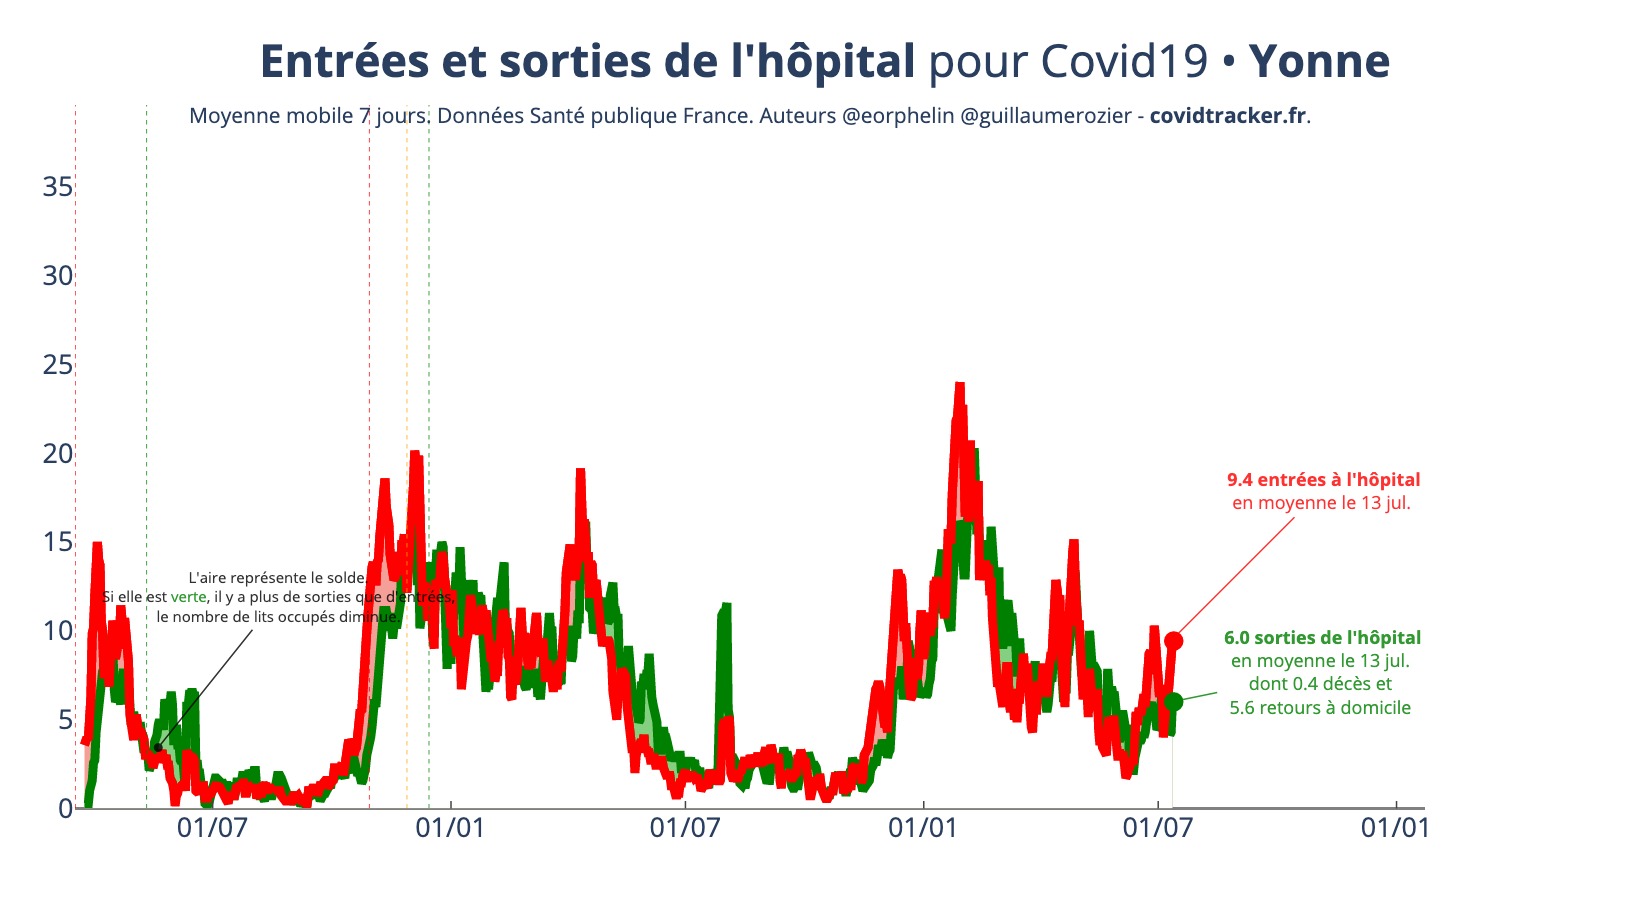 Entrées et sorties de l'hôpital pour Covid19 • Yonne
Moyenne mobile 7 jours. Données Santé publique France. Auteurs @eorphelin @guillaumerozier - covidtracker.fr.
35
30
25
20
15
10
5
0
L'aire représente le solde.
Si elle est verte, il y a plus de sorties que d'entrées,
le nombre de lits occupés diminue.
9.4 entrées à l'hôpital
en moyenne le 13 jul.
6.0 sorties de l'hôpital
en moyenne le 13 jul.
dont 0.4 décès et
5.6 retours à domicile
01/07
01/01
01/07
01/01
01/07
01/01